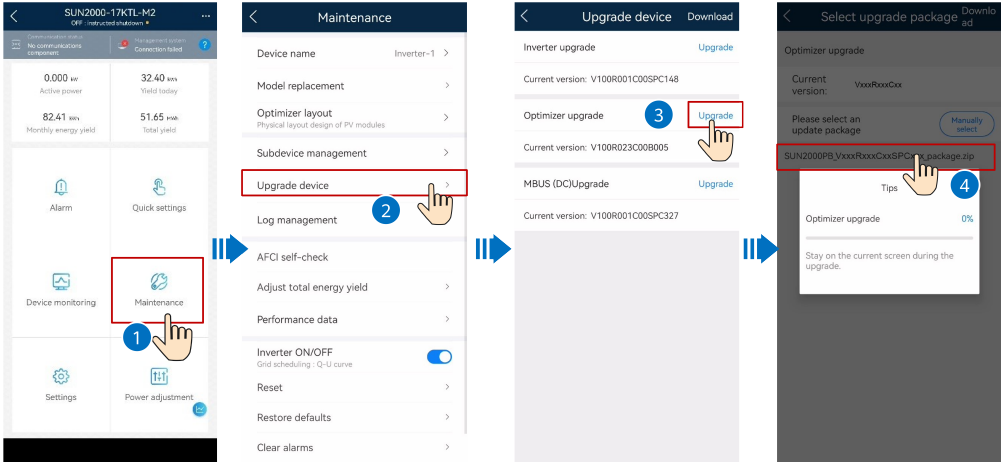 SUN2000-17KTL-M2
OFF : Instructed shutdown
Communication status
No communications
component
Management system
Connection failed
?
0.000 kW
Active power
32.40 kWh
Yield today
82.41 kWh
Monthly energy yield
51.65 MWh
Total yield
Alarm
Quick settings
Device monitoring
Maintenance
1
Settings
Power adjustment
Maintenance
Device name
Inverter-1
Model replacement
Optimizer layout
Physical layout design of PV modules
Subdevice management
Upgrade device
2
Log management
AFCI self-check
Adjust total energy yield
Performance data
Inverter ON/OFF
Grid scheduling : Q-U curve
Reset
Restore defaults
Clear alarms
Upgrade device
Download
Inverter upgrade
Upgrade
Current version: V100R001C00SPC148
Optimizer upgrade
3
Upgrade
Current version: V100R023C00B005
MBUS (DC)Upgrade
Upgrade
Current version: V100R001C00SPC327
Select upgrade package
Downlo
ad
Optimizer upgrade
Current
version:
VxxxRxxxCxx
Please select an
update package
Manually
select
SUN2000PB_VxxxRxxxCxxSPCxxx_package.zip
4
Tips
Optimizer upgrade
0%
Stay on the current screen during the
upgrade.